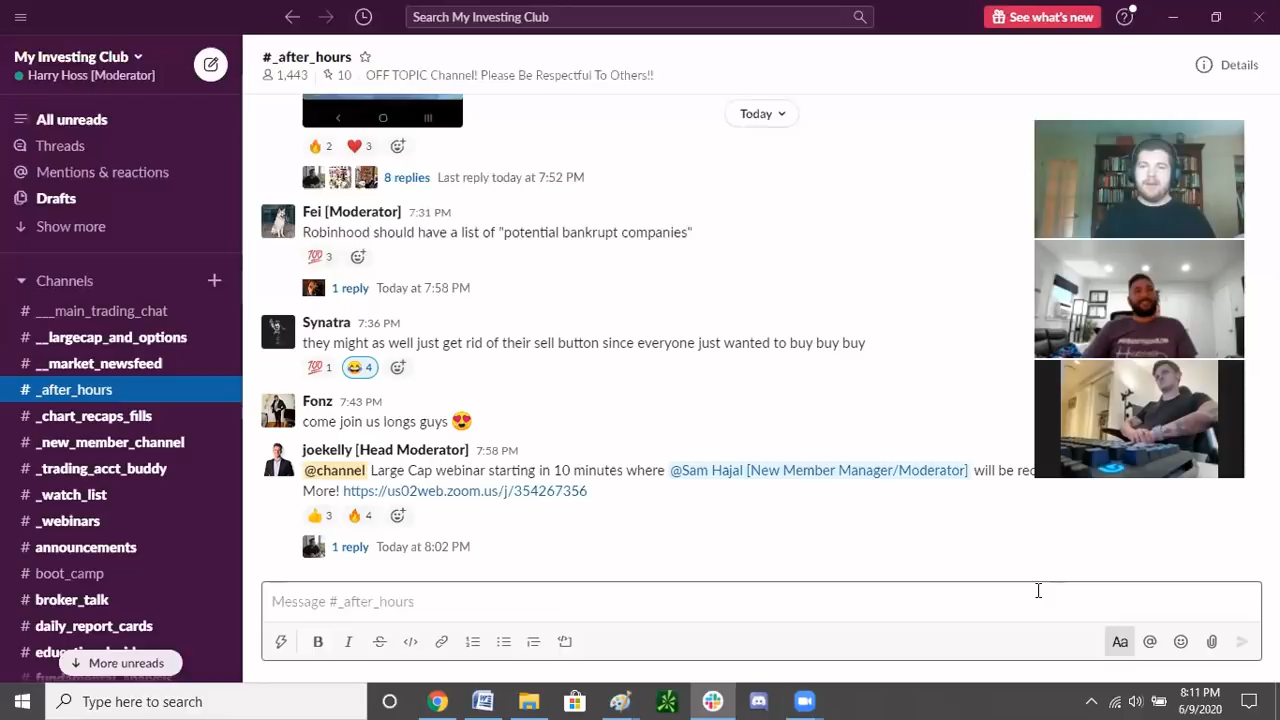 Search My Investing Club
See what's new
My Investing Club
Harry Hoss [Moderator]
All unreads
Threads
Mentions & reactions
Drafts
Show more
Channels
# ___main_trading_chat
# __largecap_and_options
# __market_newsfeed
# _after_hours
# _chart_recaps_fills
# _new_member_channel
# _trading_acct_buddy
# _watch_list
# _webinars
# announcements
# boot_camp
# broker_talk
# daily_report_cards
More unreads
#_after_hours
1,443 10 OFF TOPIC Channel! Please Be Respectful To Others!!
Details
Today
2 3
8 replies Last reply today at 7:52 PM
Fei [Moderator] 7:31 PM
Robinhood should have a list of "potential bankrupt companies"
100 3
1 reply Today at 7:58 PM
Synatra 7:36 PM
they might as well just get rid of their sell button since everyone just wanted to buy buy buy
100 1 4
Fonz 7:43 PM
come join us longs guys
joekelly [Head Moderator] 7:58 PM
@channel Large Cap webinar starting in 10 minutes where @Sam Hajal [New Member Manager/Moderator] will be rec
More! https://us02web.zoom.us/j/354267356
3 4
1 reply Today at 8:02 PM
Message #_after_hours
B I S Aa @
Type here to search
8:11 PM
6/9/2020